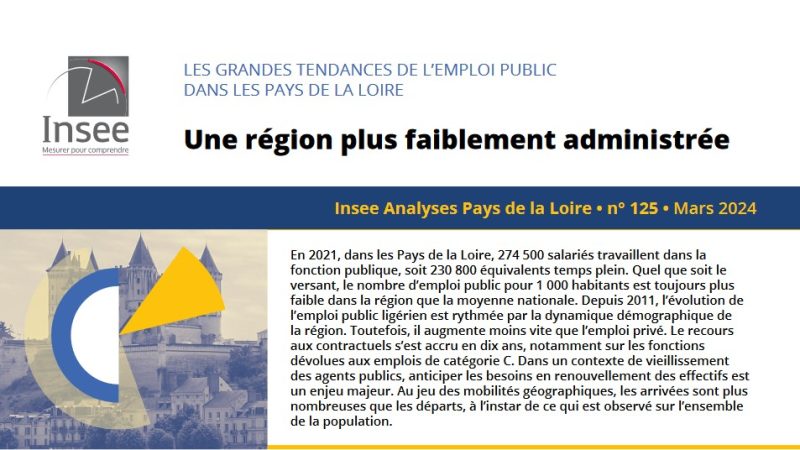 LES GRANDES TENDANCES DE L’EMPLOI PUBLIC
DANS LES PAYS DE LA LOIRE
Insee
Mesurer pour comprendre
Une région plus faiblement administrée
Insee Analyses Pays de la Loire • n° 125 • Mars 2024
En 2021, dans les Pays de la Loire, 274 500 salariés travaillent dans la
fonction publique, soit 230 800 équivalents temps plein. Quel que soit le
versant, le nombre d’emploi public pour 1 000 habitants est toujours plus
faible dans la région que la moyenne nationale. Depuis 2011, l’évolution de
l’emploi public ligérien est rythmée par la dynamique démographique de
la région. Toutefois, il augmente moins vite que l’emploi privé. Le recours
aux contractuels s’est accru en dix ans, notamment sur les fonctions
dévolues aux emplois de catégorie C. Dans un contexte de vieillissement
des agents publics, anticiper les besoins en renouvellement des effectifs est
un enjeu majeur. Au jeu des mobilités géographiques, les arrivées sont plus
nombreuses que les départs, à l’instar de ce qui est observé sur l’ensemble
de la population.